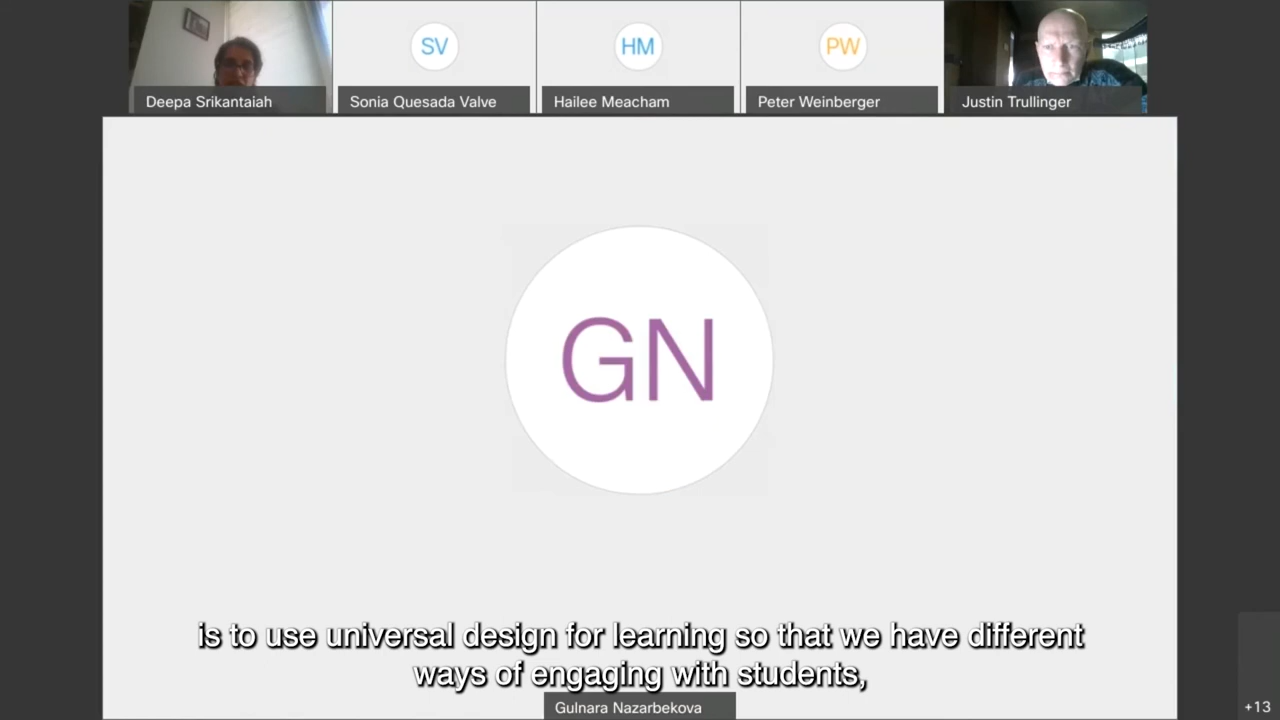 SV
HM
PW
Deepa Srikantaiah
Sonia Quesada Valve
Hailee Meacham
Peter Weinberger
Justin Trullinger
GN
is to use universal design for learning so that we have different
ways of engaging with students,
Gulnara Nazarbekova
+13